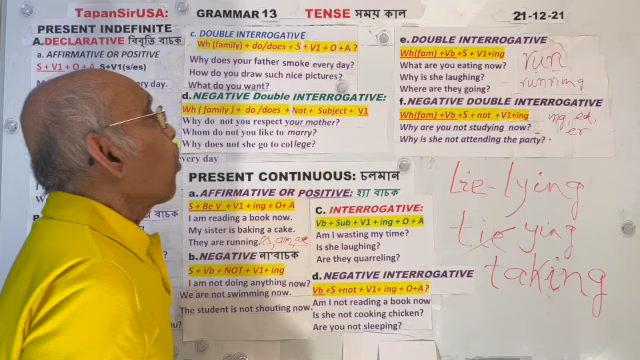 TapanSirUSA: GRAMMAR 13 TENSE সময় কাল 21-12-21
PRESENT INDEFINITE
A. DECLARATIVE বিবৃতি বাচক
a. AFFIRMATIVE OR POSITIVE
S + V1 + O + A S+V1(s/es)
every day.
c. DOUBLE INTERROGATIVE
Wh (family) + do/does + S + V1 + O + A ?
Why does your father smoke every day?
How do you draw such nice pictures?
What do you want?
d. NEGATIVE Double INTERROGATIVE:
Wh ( family ) + do /does + Not + Subject + V1
Why do not you respect your mother?
Whom do not you like to marry?
Why does not she go to college?
every day
PRESENT CONTINUOUS: চলমান
a. AFFIRMATIVE OR POSITIVE: হ্যাঁ বাচক
S + Be V + V1 + ing + O+ A
I am reading a book now.
My sister is baking a cake.
They are running. is, am, are
b. NEGATIVE না বাচক
S + Vb + NOT + V1+ ing
I am not doing anything now?
We are not swimming now.
The student is not shouting now.
C. INTERROGATIVE:
Vb + Sub + V1 + ing + O + A
Am I wasting my time?
Is she laughing?
Are they quarreling?
d. NEGATIVE INTERROGATIVE
Vb +S +not + V1+ ing + O+A ?
Am I not reading a book now
Is she not cooking chicken?
Are you not sleeping?
e. DOUBLE INTERROGATIVE
Wh(fam) +Vb +S + V1+ing
What are you eating now?
Why is she laughing?
Where are they going?
f. NEGATIVE DOUBLE INTERROGATIVE
Wh(fam) +Vb +S + not +V1+ing
Why are you not studying now?
Why is she not attending the party?
run
running
ing, ed,
er
Lie-lying
tie ying
taking